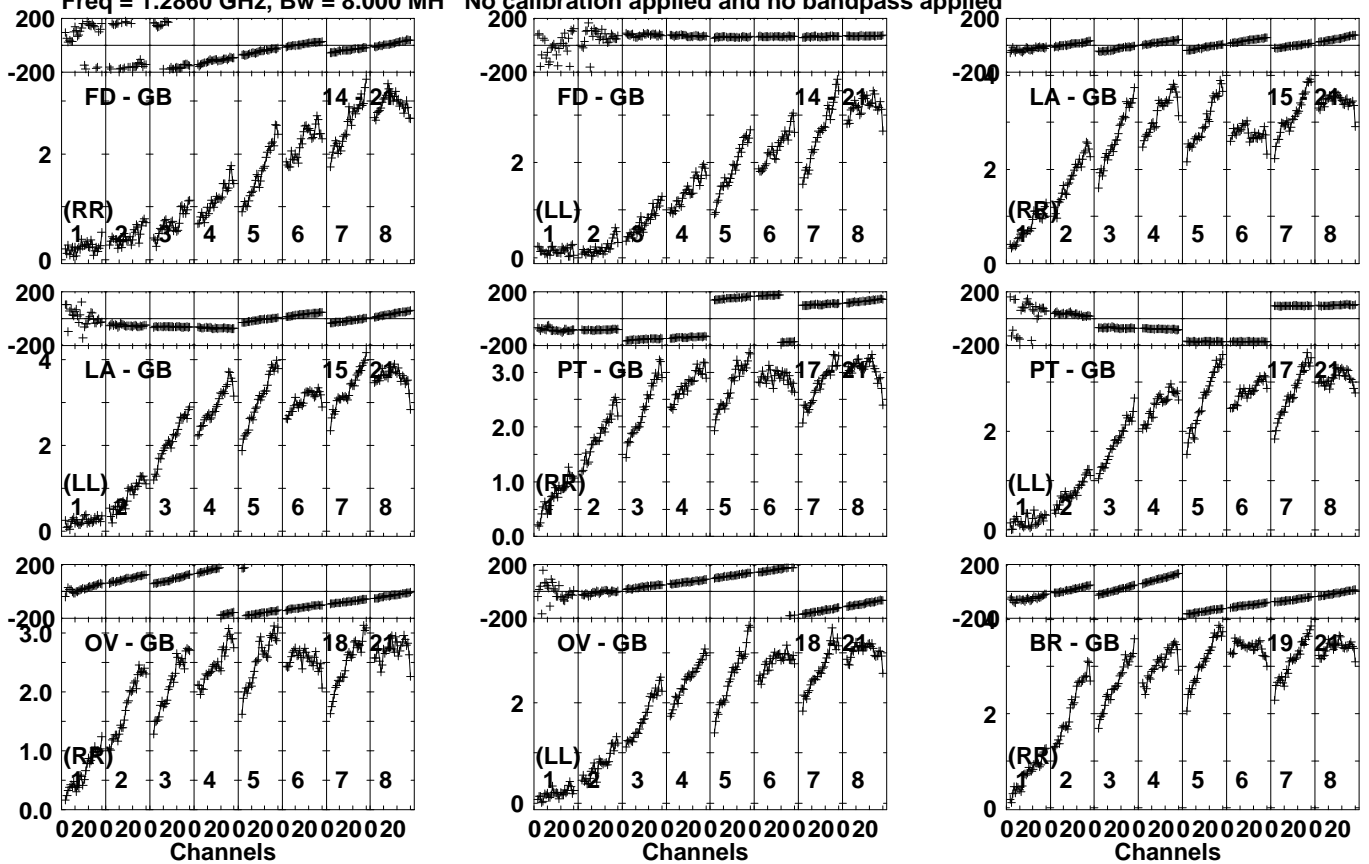 Freq = 1.2860 GHz, Bw = 8.000 MH   No calibration applied and no bandpass applied
200
-200
FD - GB 14 - 21
2
(RR)
1 2 3 4 5 6 7 8
0
200
-200
FD - GB 14 - 21
2
(LL)
1 2 3 4 5 6 7 8
0
200
-200
4
LA - GB 15 - 21
2
(RR)
1 2 3 4 5 6 7 8
0
200
-200
4
LA - GB 15 - 21
2
(LL)
1 2 3 4 5 6 7 8
0
200
-200
3.0
PT - GB 17 - 21
2.0
1.0
(RR)
1 2 3 4 5 6 7 8
0.0
200
-200
PT - GB 17 - 21
2
(LL)
1 2 3 4 5 6 7 8
0
200
-200
3.0
OV - GB 18 - 21
2.0
1.0
(RR)
1 2 3 4 5 6 7 8
0.0
0 20 0 20 0 20 0 20 0 20 0 20 0 20 0 20
Channels
200
-200
OV - GB 18 - 21
2
(LL)
1 2 3 4 5 6 7 8
0
0 20 0 20 0 20 0 20 0 20 0 20 0 20 0 20
Channels
200
-200
4
BR - GB 19 - 21
2
(RR)
1 2 3 4 5 6 7 8
0
0 20 0 20 0 20 0 20 0 20 0 20 0 20 0 20
Channels